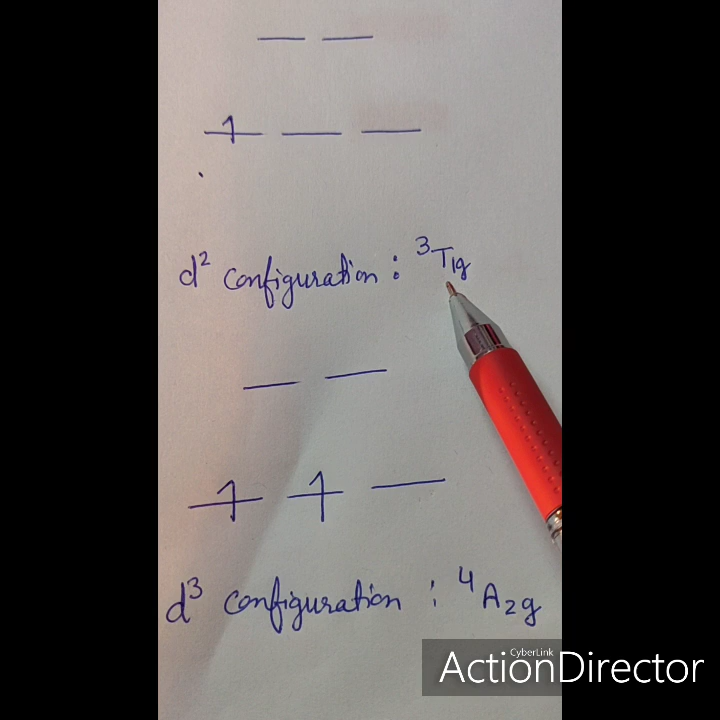 d² configuration : ³T₁g
d³ configuration : ⁴A₂g
CyberLink
ActionDirector